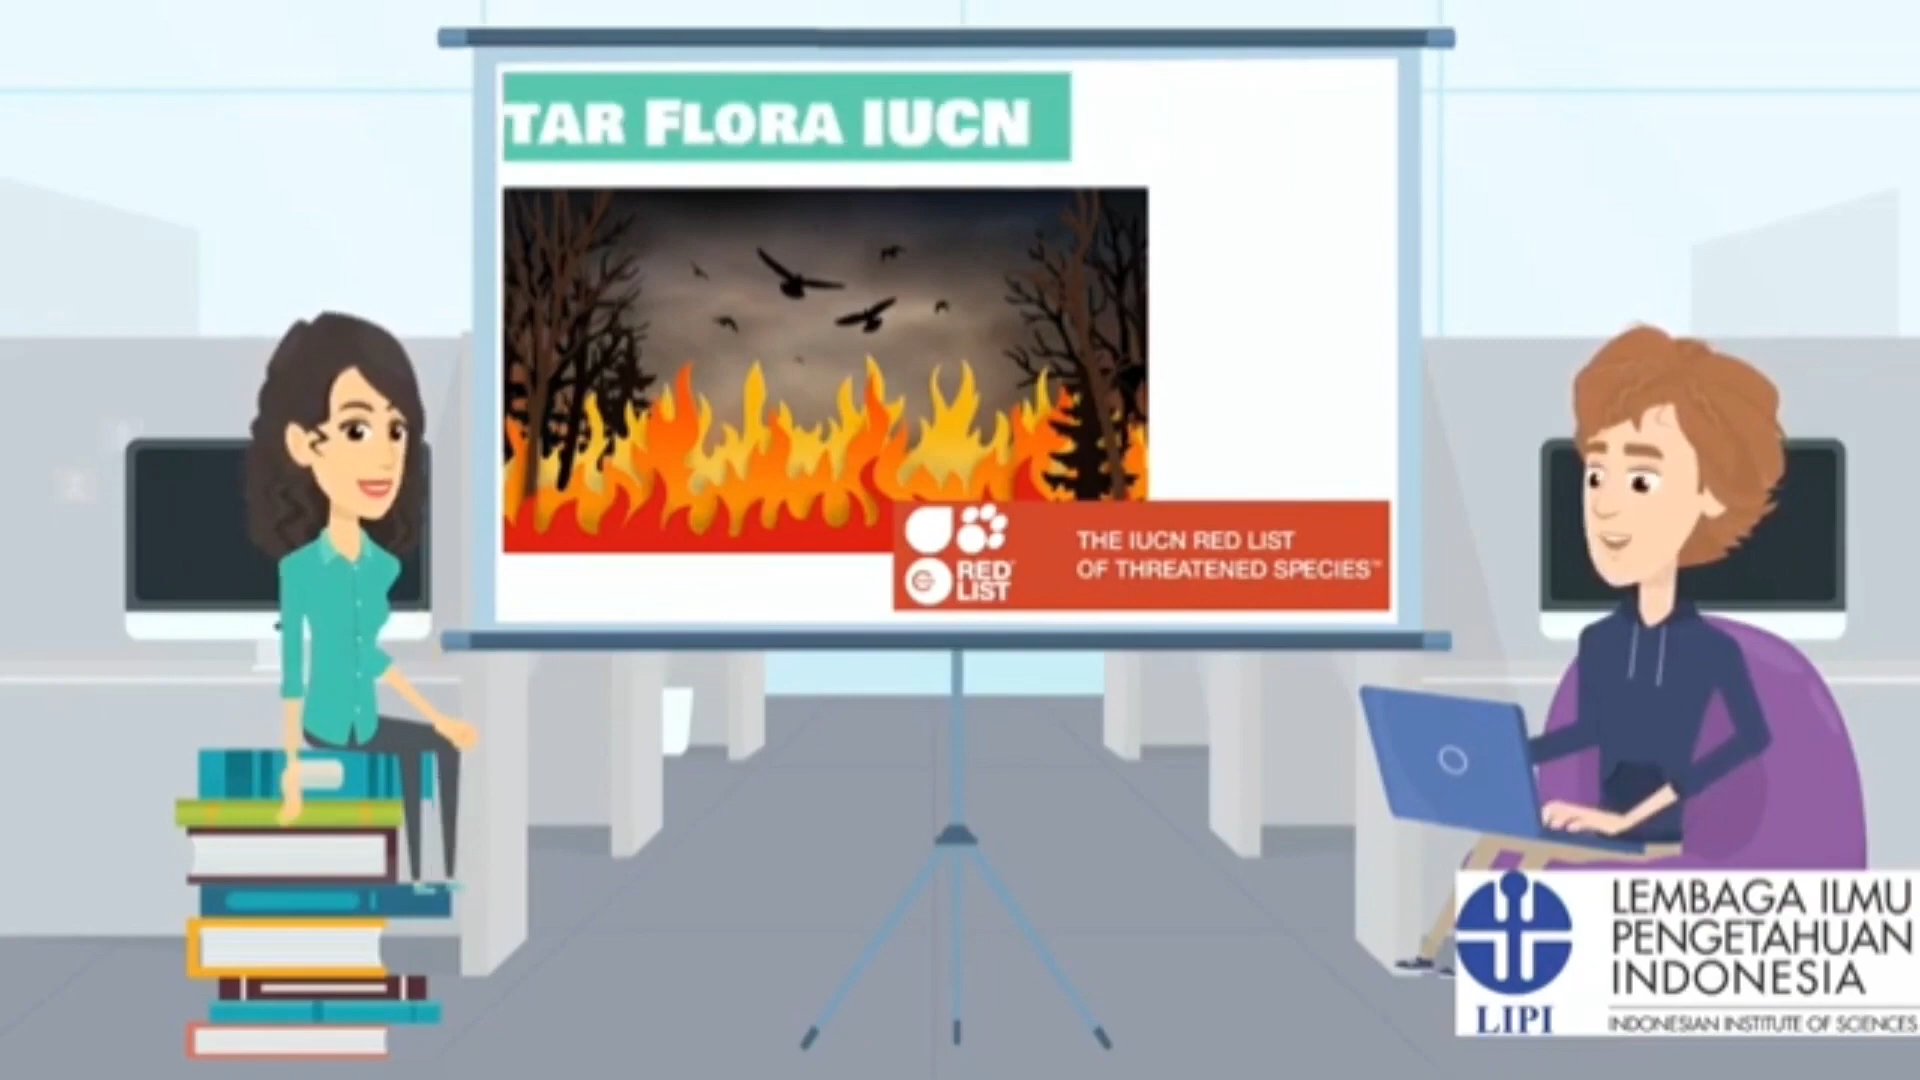 TAR FLORA IUCN
RED LIST
THE IUCN RED LIST
OF THREATENED SPECIES™
LEMBAGA ILMU
PENGETAHUAN
INDONESIA
LIPI
INDONESIAN INSTITUTE OF SCIENCES